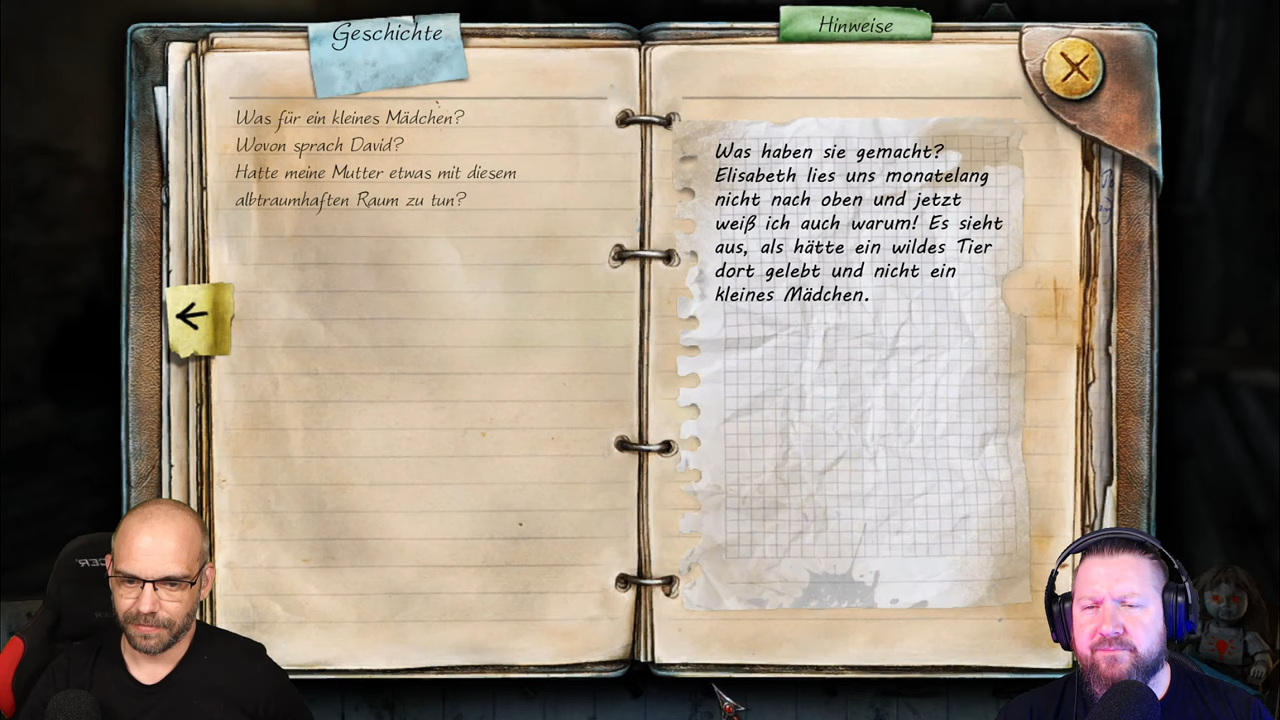 Geschichte
Was für ein kleines Mädchen?
Wovon sprach David?
Hatte meine Mutter etwas mit diesem
albtraumhaften Raum zu tun?
Hinweise
Was haben sie gemacht?
Elisabeth lies uns monatelang
nicht nach oben und jetzt
weiß ich auch warum! Es sieht
aus, als hätte ein wildes Tier
dort gelebt und nicht ein
kleines Mädchen.